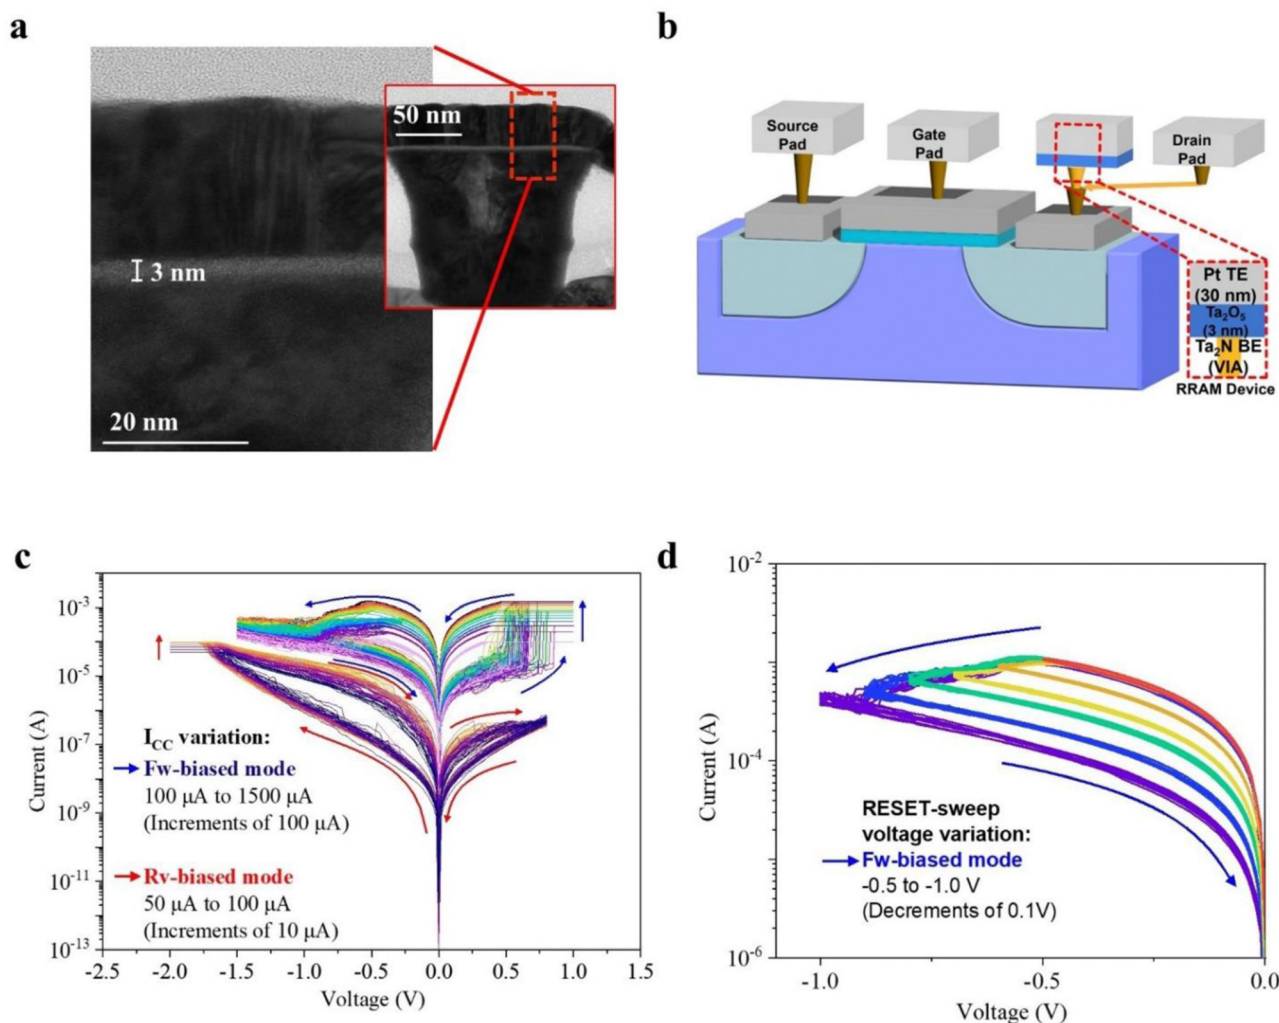 a
50 nm
3 nm
20 nm
b
Source
Pad
Gate
Pad
Drain
Pad
Pt TE
(30 nm)
Ta₂O₅
(3 nm)
Ta₂N BE
(VIA)
RRAM Device
c
10⁻³
10⁻⁵
10⁻⁷
10⁻⁹
10⁻¹¹
10⁻¹³
Current (A)
I_CC variation:
Fw-biased mode
100 µA to 1500 µA
(Increments of 100 µA)
Rv-biased mode
50 µA to 100 µA
(Increments of 10 µA)
-2.5 -2.0 -1.5 -1.0 -0.5 0.0 0.5 1.0 1.5
Voltage (V)
d
10⁻²
10⁻⁴
10⁻⁶
Current (A)
RESET-sweep
voltage variation:
Fw-biased mode
-0.5 to -1.0 V
(Decrements of 0.1V)
-1.0 -0.5 0.0
Voltage (V)